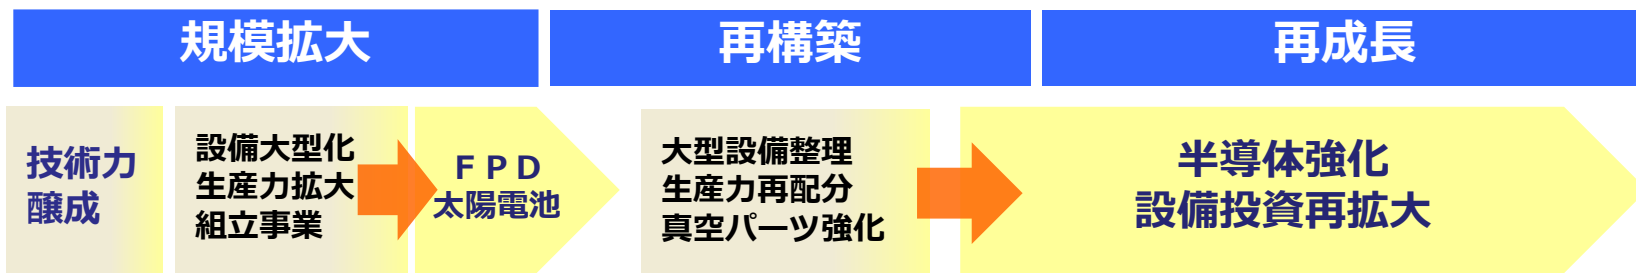 規模拡大
再構築
再成長
技術力
醸成
設備大型化
生産力拡大
組立事業
ＦＰＤ
太陽電池
大型設備整理
生産力再配分
真空パーツ強化
半導体強化
設備投資再拡大